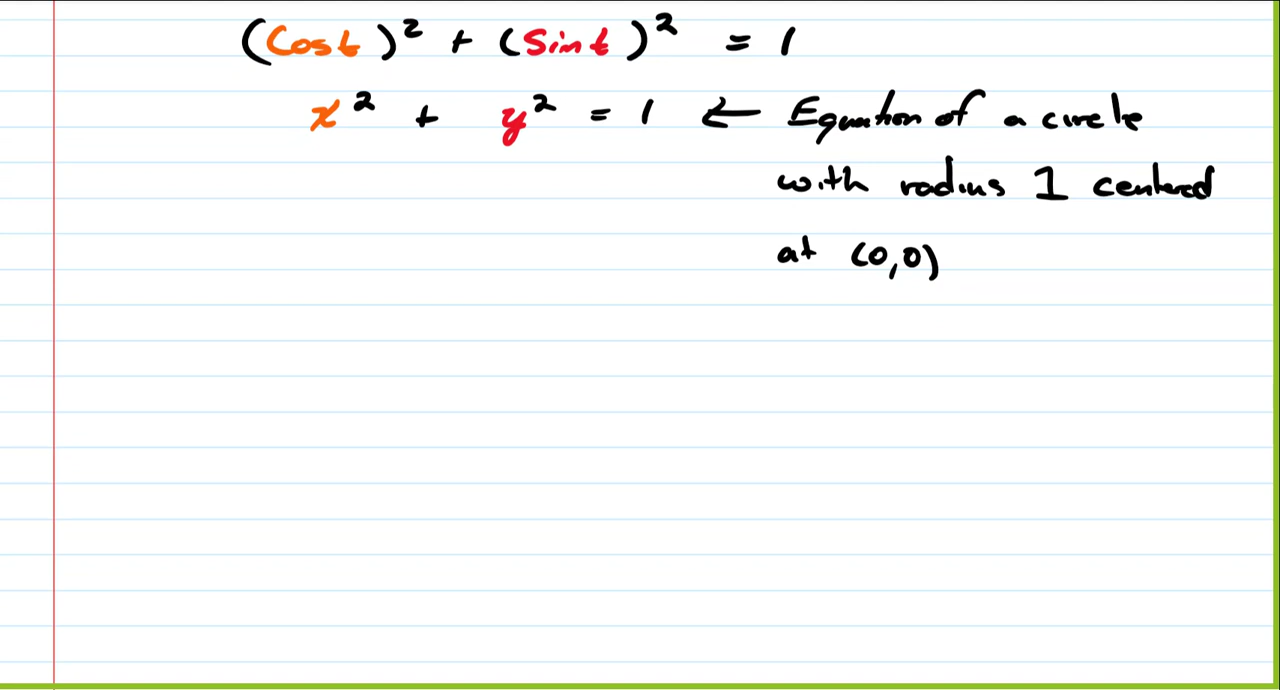 (Cost)² + (Sint)² = 1
x² + y² = 1 ← Equation of a circle
with radius 1 centered
at (0,0)